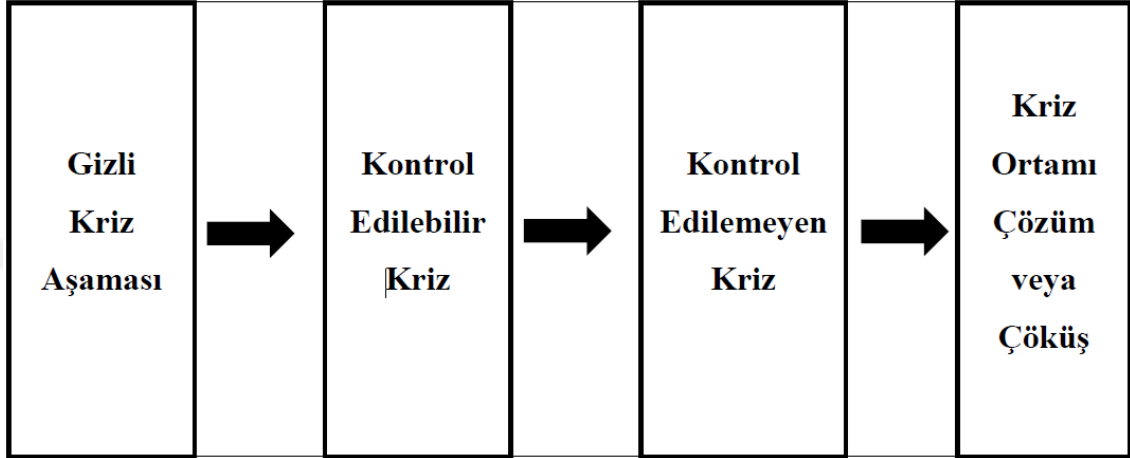 Gizli
Kriz
Aşaması
Kontrol
Edilebilir
Kriz
Kontrol
Edilemeyen
Kriz
Kriz
Ortamı
Çözüm
veya
Çöküş